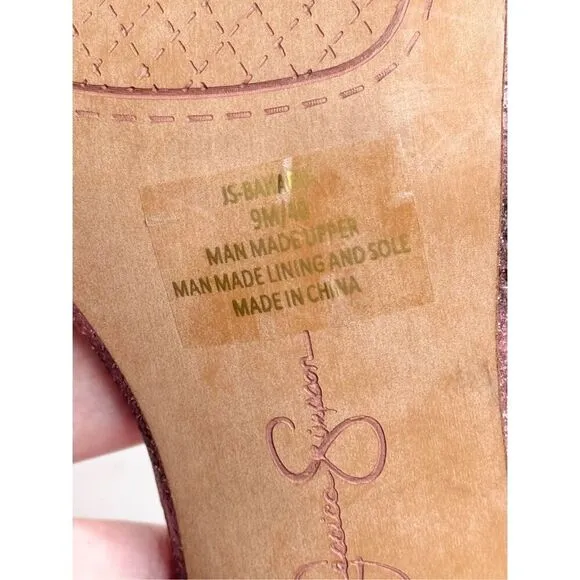 9M/40
MAN MADE UPPER
MAN MADE LINING AND SOLE
MADE IN CHINA
Jessica Simpson